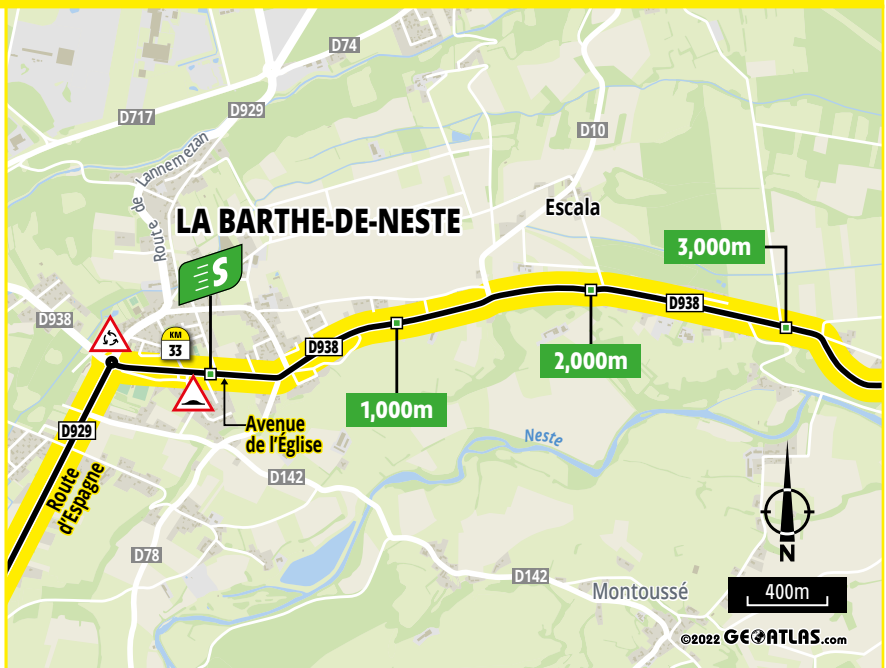 D74
D717
D929
D10
Route de Lannemezan
Escala
LA BARTHE-DE-NESTE
S
3,000m
D938
D938
KM
33
D938
2,000m
1,000m
Avenue
de l'Église
D929
Route
d'Espagne
Neste
D142
D78
D142
Montoussé
N
400m
©2022 GEOATLAS.com